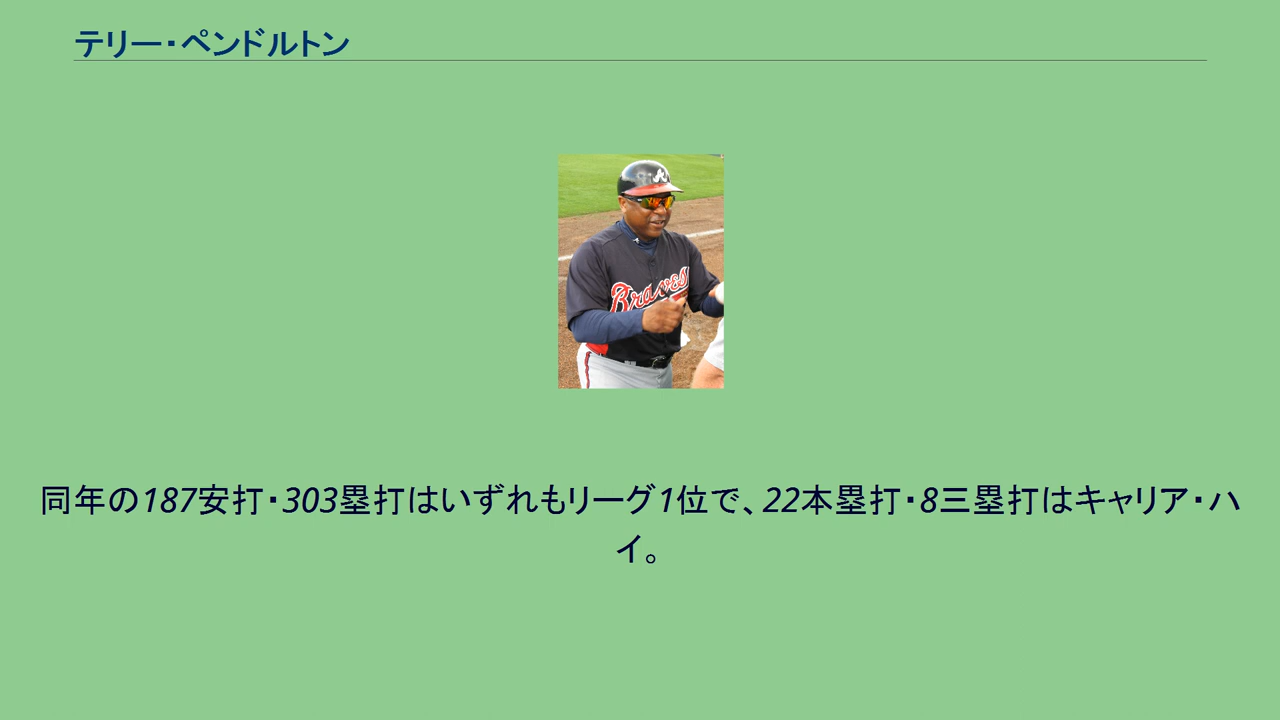 テリー・ペンドルトン
A
Braves
同年の187安打・303塁打はいずれもリーグ1位で、22本塁打・8三塁打はキャリア・ハ
イ。